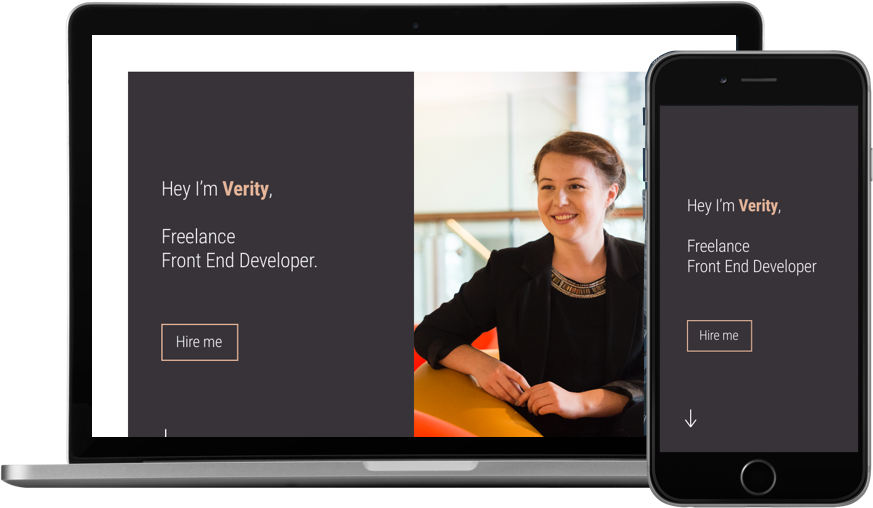 Hey I'm Verity,
Freelance
Front End Developer.
Hire me
Hey I'm Verity,
Freelance
Front End Developer
Hire me